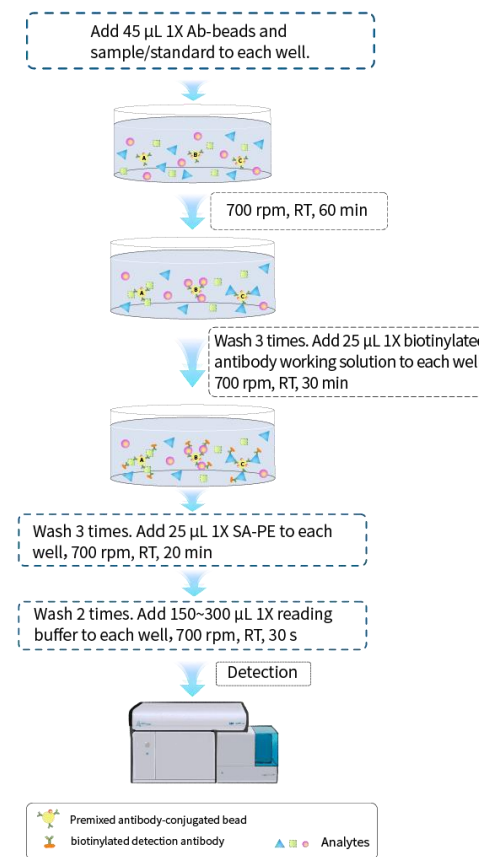 Add 45 µL 1X Ab-beads and
sample/standard to each well.
A
B
C
700 rpm, RT, 60 min
A
B
C
Wash 3 times. Add 25 µL 1X biotinylated
antibody working solution to each well
700 rpm, RT, 30 min
A
B
C
Wash 3 times. Add 25 µL 1X SA-PE to each
well, 700 rpm, RT, 20 min
Wash 2 times. Add 150~300 µL 1X reading
buffer to each well, 700 rpm, RT, 30 s
Detection
Premixed antibody-conjugated bead
biotinylated detection antibody
Analytes